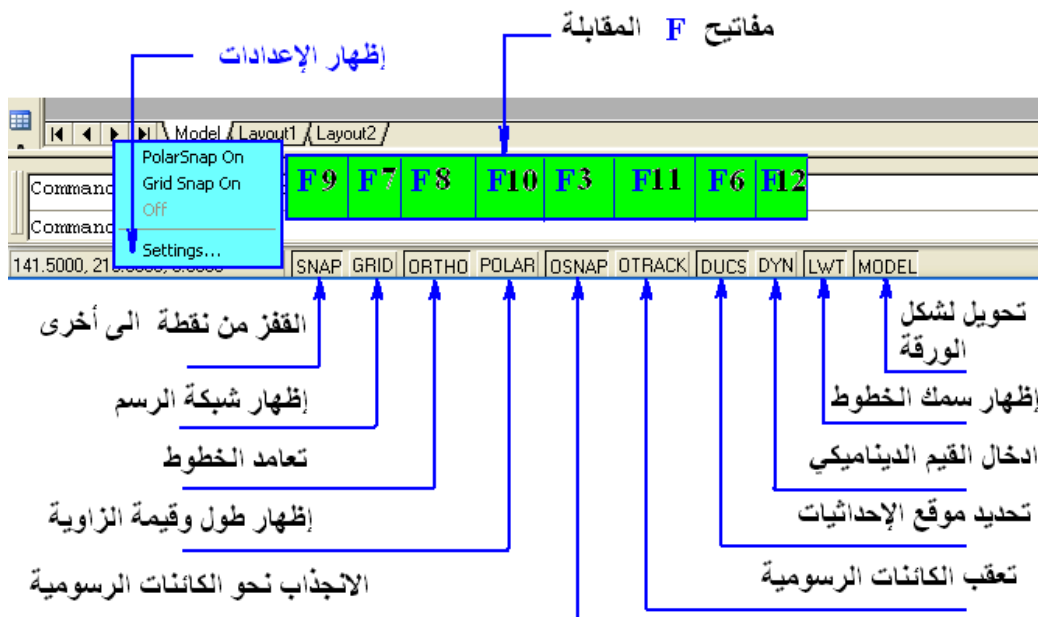 مفاتيح F المقابلة
إظهار الإعدادات
Model Layout1 Layout2
PolarSnap On
Grid Snap On
Off
Settings...
F9 F7 F8 F10 F3 F11 F6 F12
Command
Command
141.5000,
SNAP GRID ORTHO POLAR OSNAP OTRACK DUCS DYN LWT MODEL
القفز من نقطة الى أخرى
تحويل لشكل
الورقة
إظهار شبكة الرسم
إظهار سمك الخطوط
تعامد الخطوط
ادخال القيم الديناميكي
إظهار طول وقيمة الزاوية
تحديد موقع الإحداثيات
الانجذاب نحو الكائنات الرسومية
تعقب الكائنات الرسومية